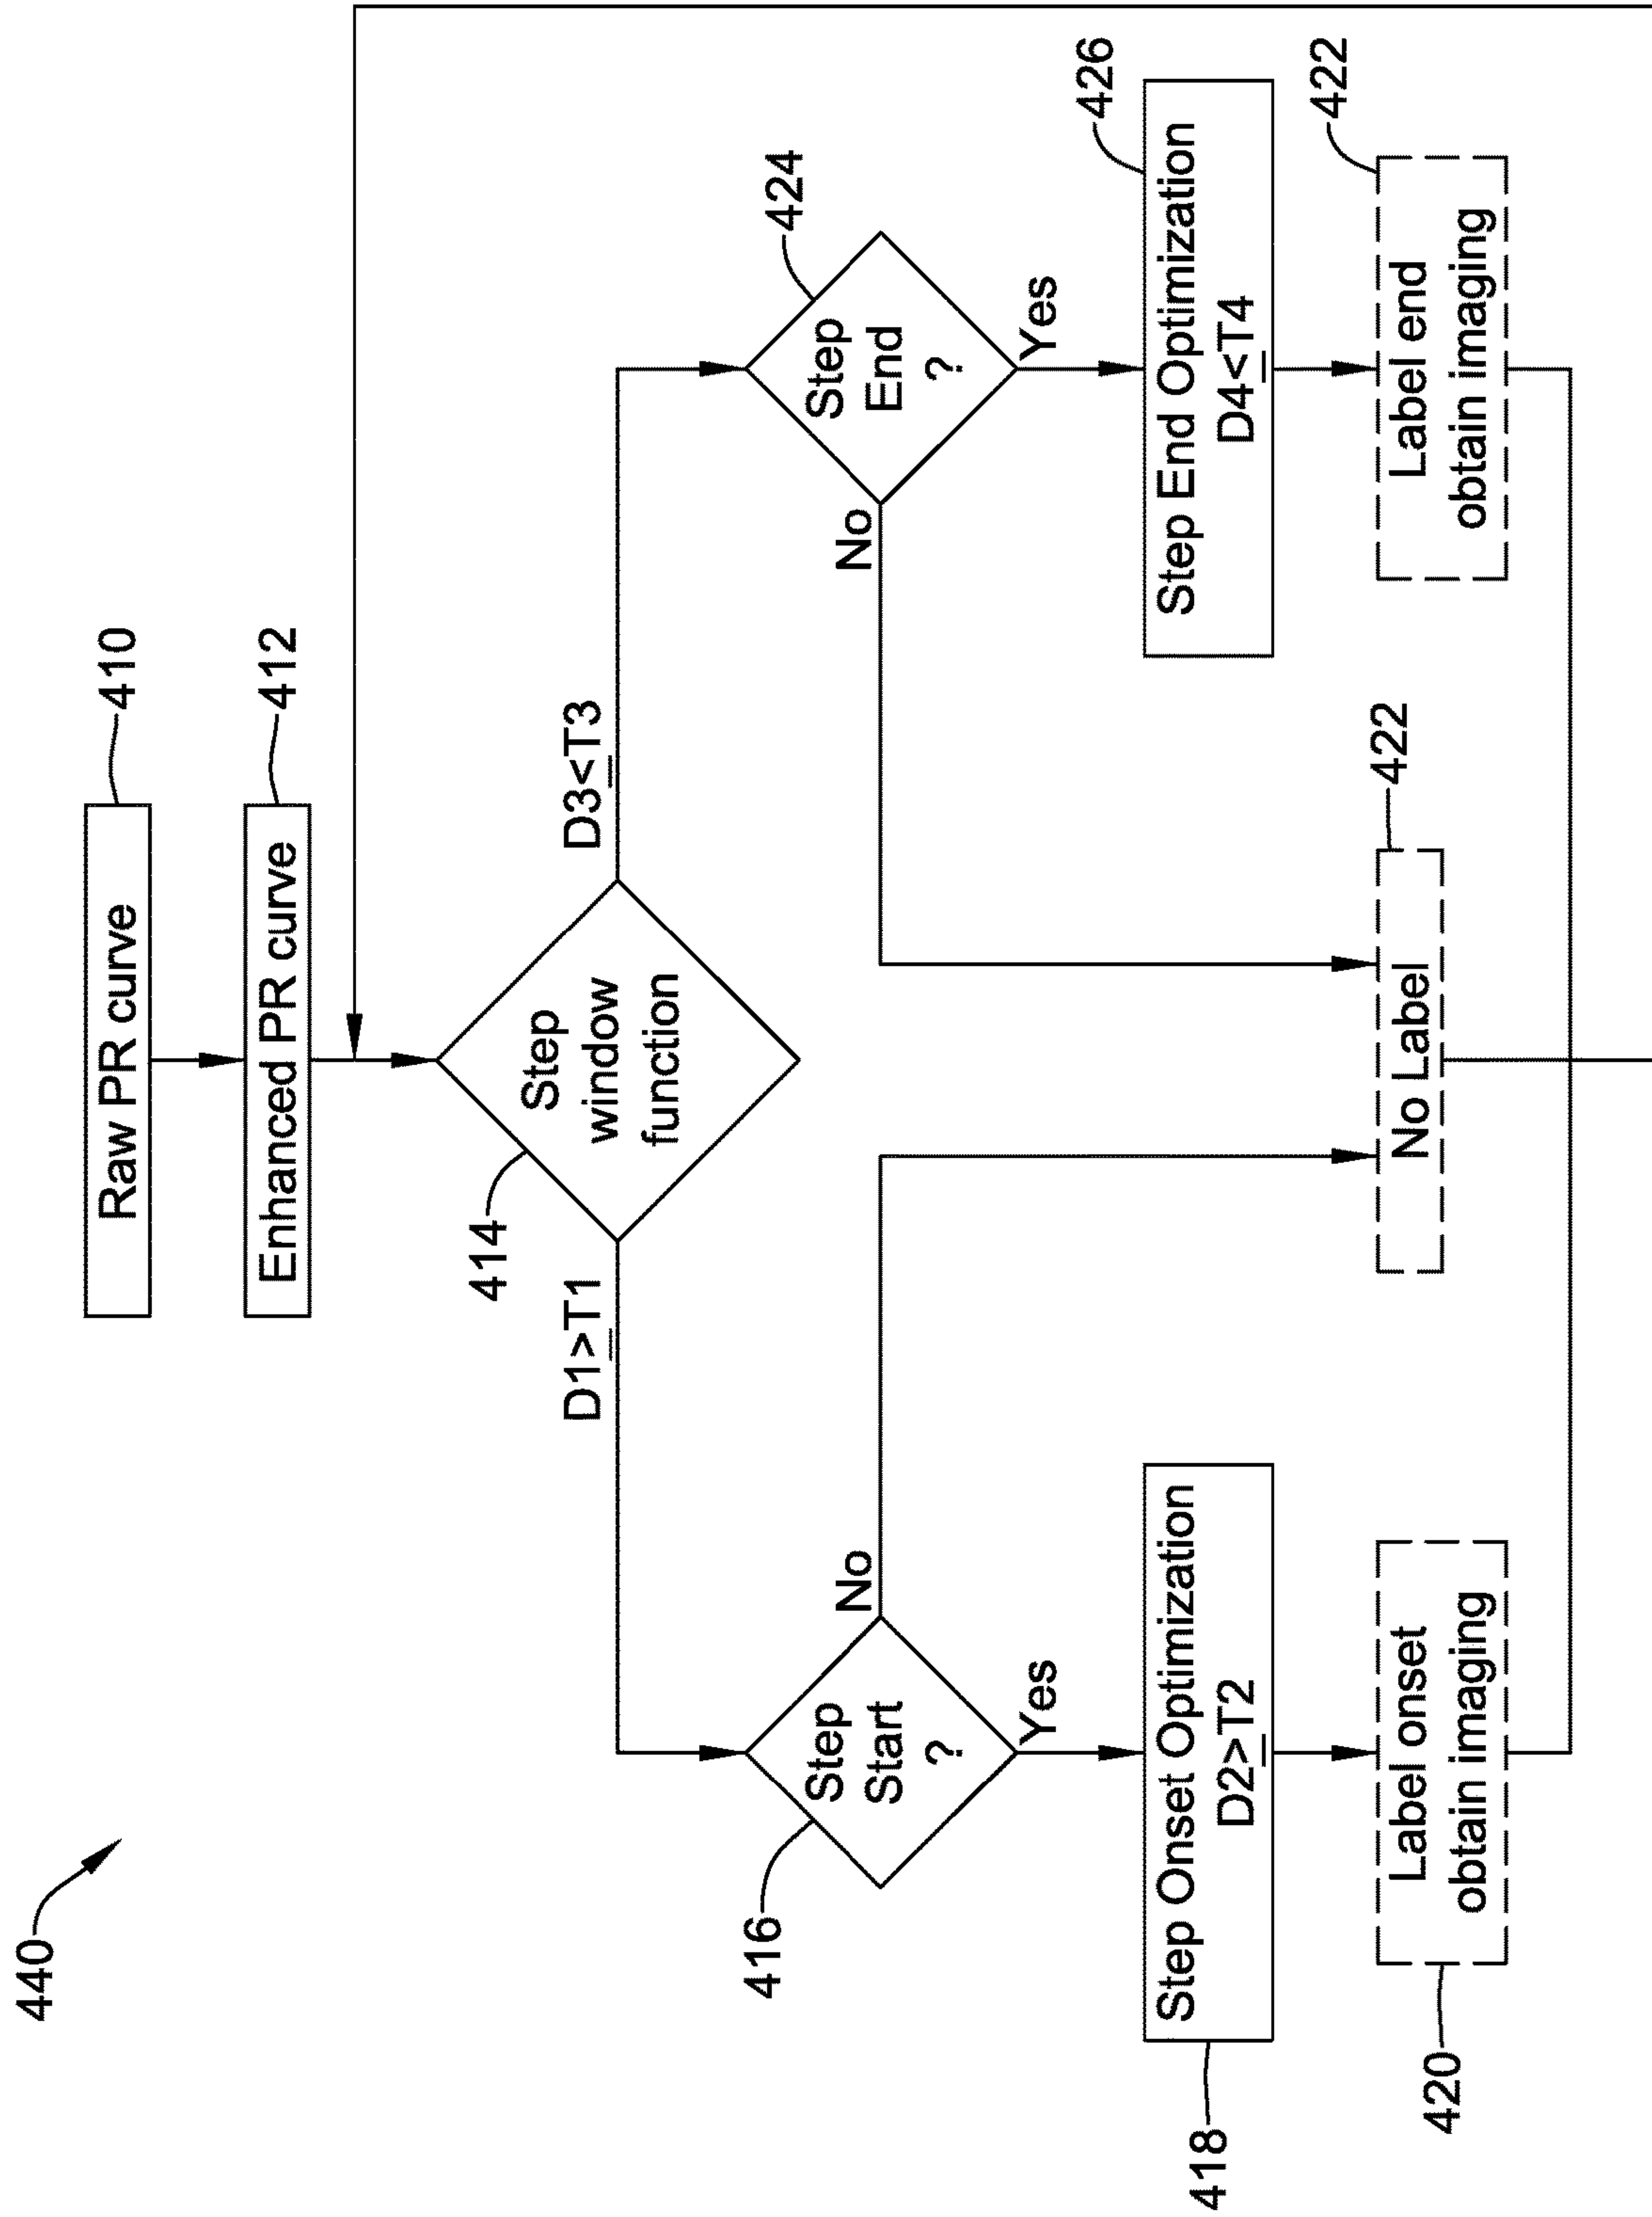 440
Raw PR curve
410
Enhanced PR curve
412
Step
window
function
414
D1≥T1
D3≤T3
Step
Start
?
416
No
Yes
Step
End
?
424
No
Yes
Step Onset Optimization
D2≥T2
418
Step End Optimization
D4≤T4
426
Label onset
obtain imaging
420
No Label
422
Label end
obtain imaging
422